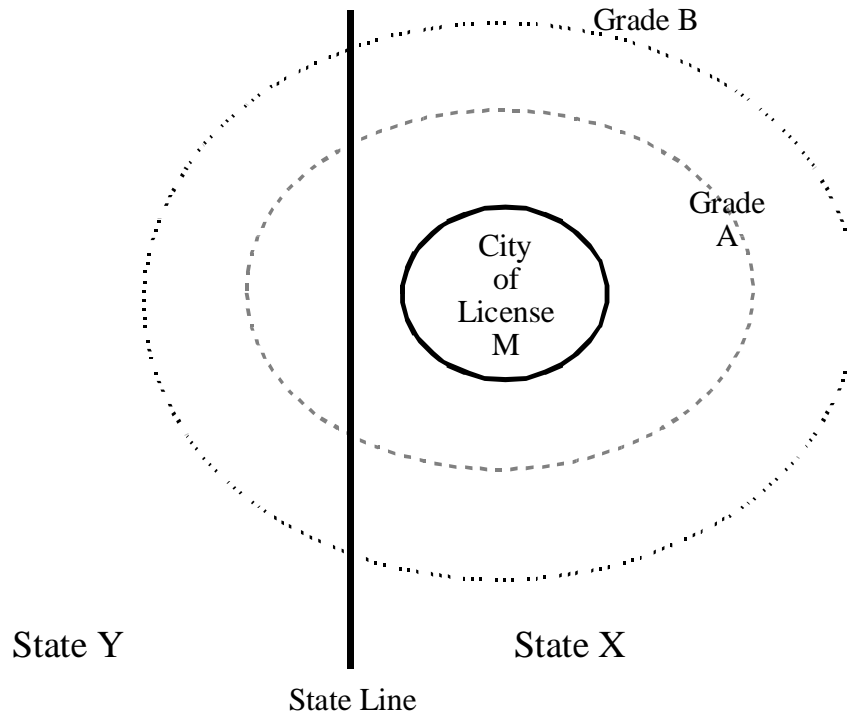 Grade B
Grade
A
City
of
License
M
State Y
State X
State Line